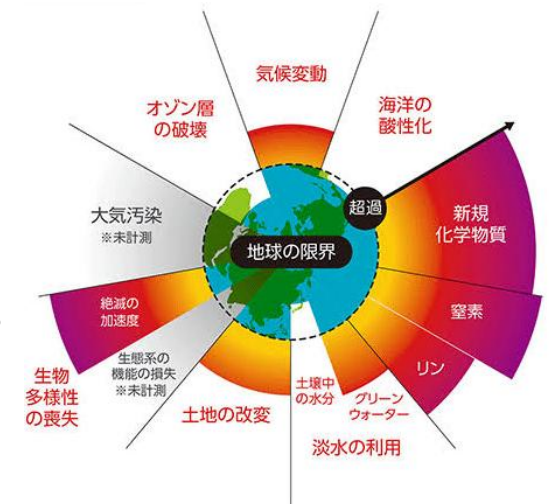 気候変動
海洋の
酸性化
オゾン層
の破壊
超過
新規
化学物質
大気汚染
※未計測
地球の限界
窒素
絶滅の
加速度
リン
生態系の
機能の損失
※未計測
生物
多様性
の喪失
土地の改変
土壌中
の水分
グリーン
ウォーター
淡水の利用